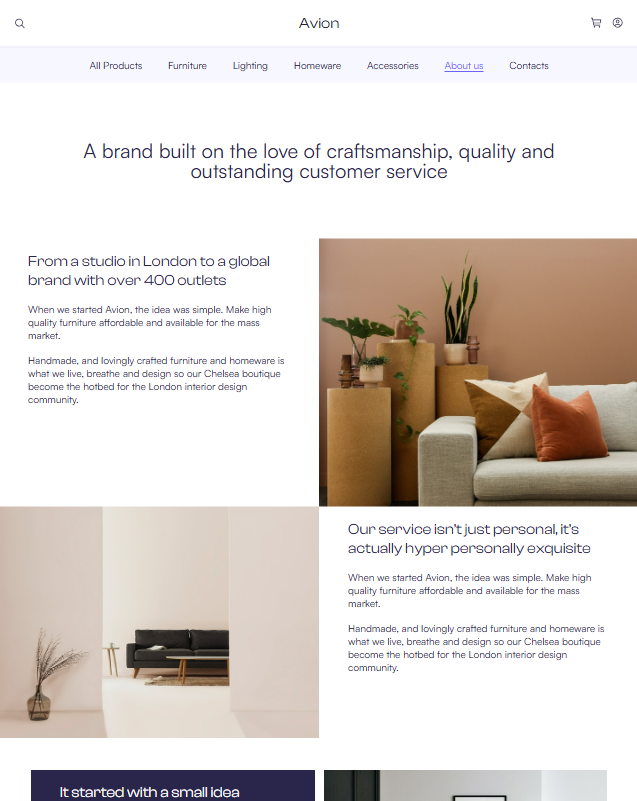 Avion
All Products Furniture Lighting Homeware Accessories About us Contacts
A brand built on the love of craftsmanship, quality and
outstanding customer service
From a studio in London to a global
brand with over 400 outlets
When we started Avion, the idea was simple. Make high
quality furniture affordable and available for the mass
market.
Handmade, and lovingly crafted furniture and homeware is
what we live, breathe and design so our Chelsea boutique
become the hotbed for the London interior design
community.
Our service isn't just personal, it's
actually hyper personally exquisite
When we started Avion, the idea was simple. Make high
quality furniture affordable and available for the mass
market.
Handmade, and lovingly crafted furniture and homeware is
what we live, breathe and design so our Chelsea boutique
become the hotbed for the London interior design
community.
It started with a small idea